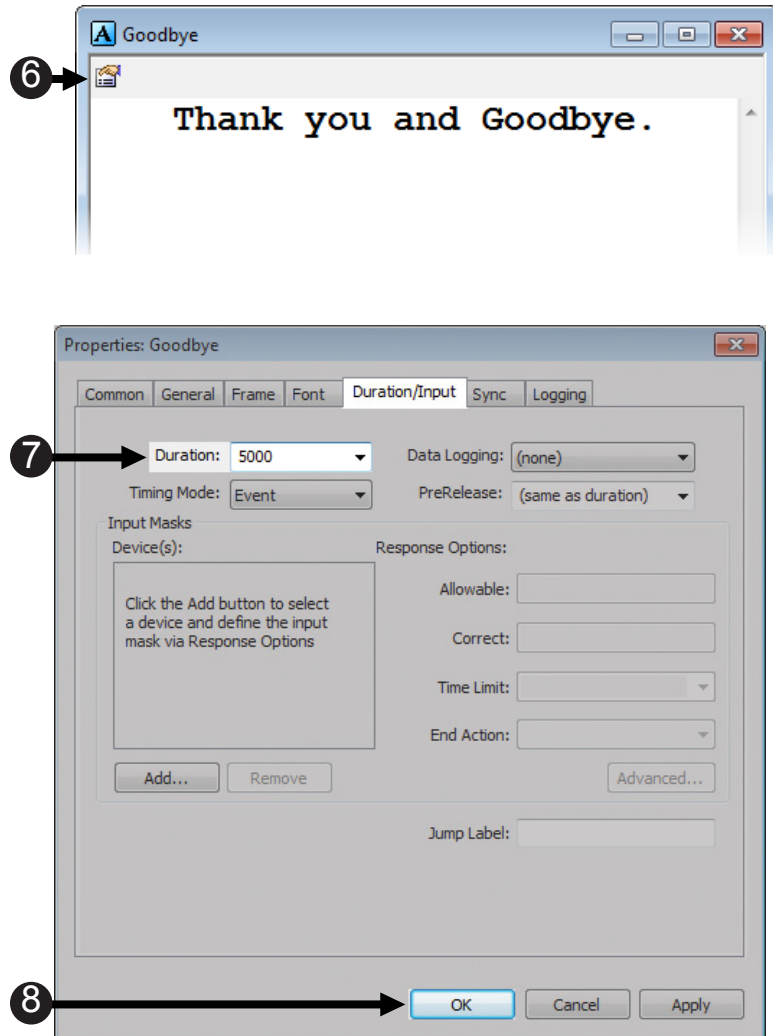 A Goodbye
6
Thank you and Goodbye.
Properties: Goodbye
Common General Frame Font Duration/Input Sync Logging
7
Duration: 5000 Data Logging: (none)
Timing Mode: Event PreRelease: (same as duration)
Input Masks
Device(s): Response Options:
Click the Add button to select
a device and define the input
mask via Response Options
Allowable:
Correct:
Time Limit:
End Action:
Add... Remove Advanced...
Jump Label:
8
OK Cancel Apply